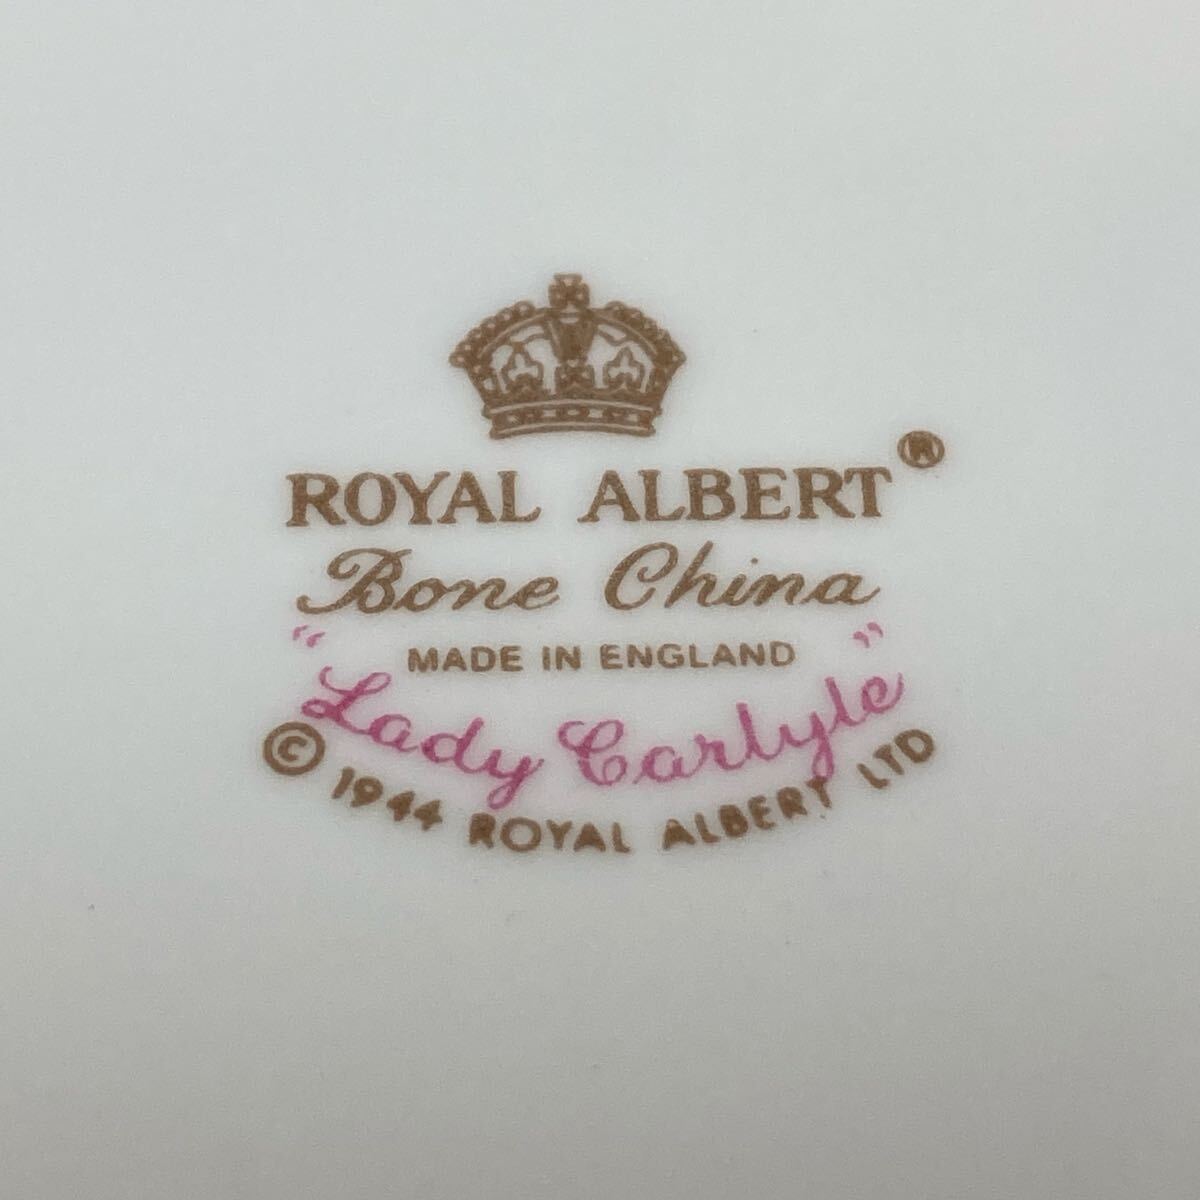 ROYAL ALBERT®
Bone China
MADE IN ENGLAND
"Lady Carlyle"
© 1944 ROYAL ALBERT LTD